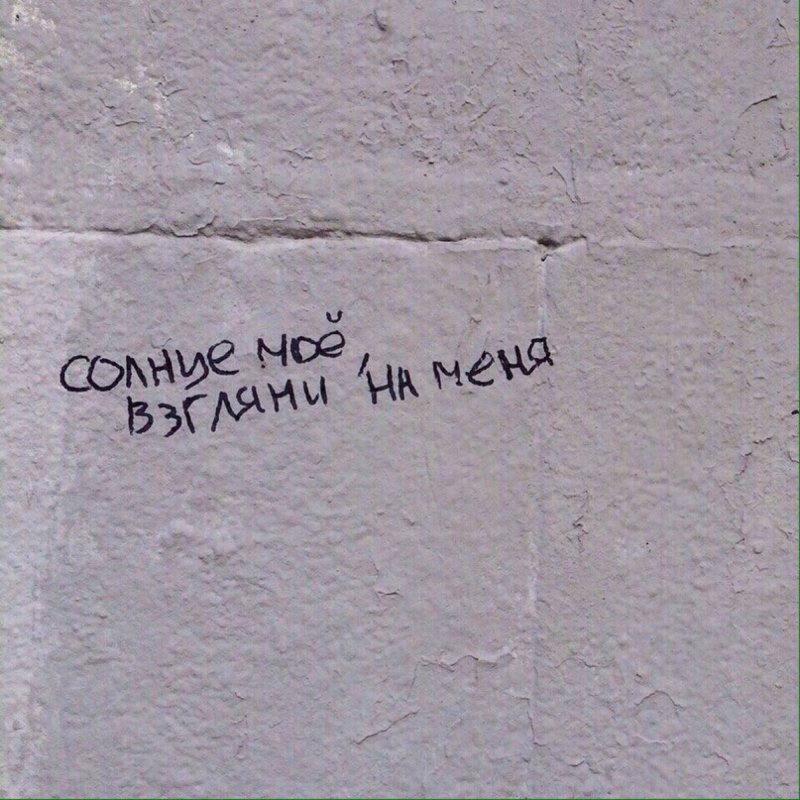 солнце моё,
взгляни на меня